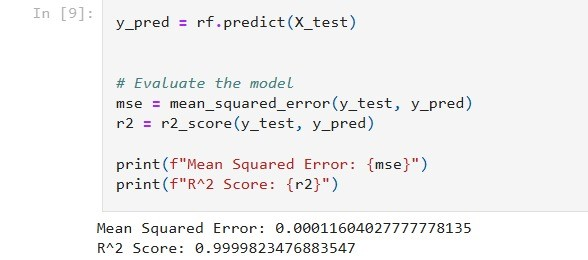 In [9]:
y_pred = rf.predict(X_test)
# Evaluate the model
mse = mean_squared_error(y_test, y_pred)
r2 = r2_score(y_test, y_pred)
print(f"Mean Squared Error: {mse}")
print(f"R^2 Score: {r2}")
Mean Squared Error: 0.00011604027777778135
R^2 Score: 0.9999823476883547